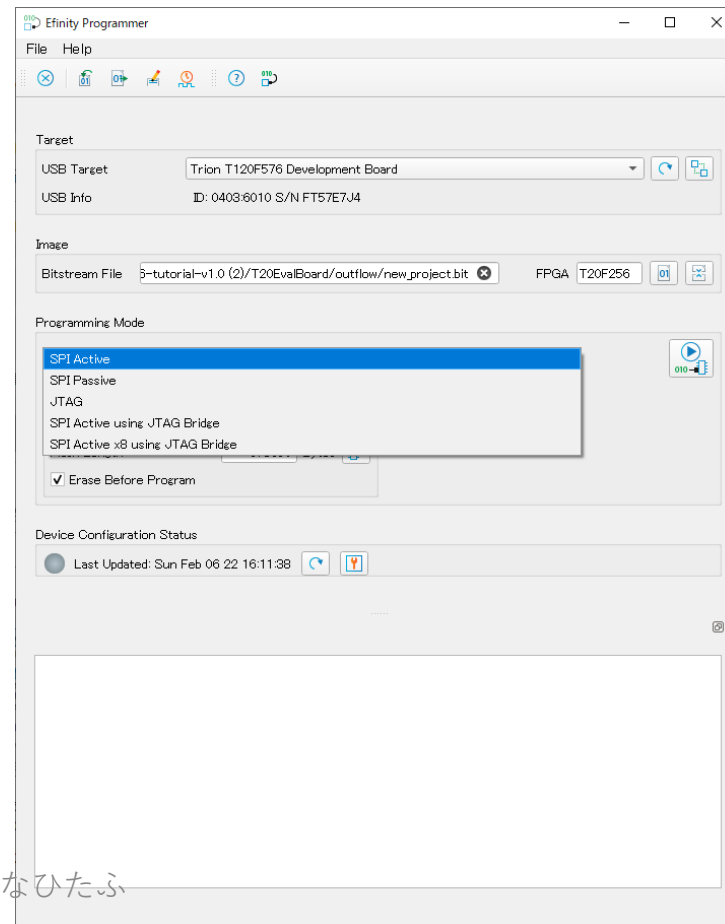 Efinity Programmer
File Help
Target
USB Target Trion T120F576 Development Board
USB Info ID: 0403:6010 S/N FT57E7J4
Image
Bitstream File 6-tutorial-v1.0 (2)/T20EvalBoard/outflow/new_project.bit FPGA T20F256
Programming Mode
SPI Active
SPI Passive
JTAG
SPI Active using JTAG Bridge
SPI Active x8 using JTAG Bridge
Erase Before Program
Device Configuration Status
Last Updated: Sun Feb 06 22 16:11:38
なひたふ